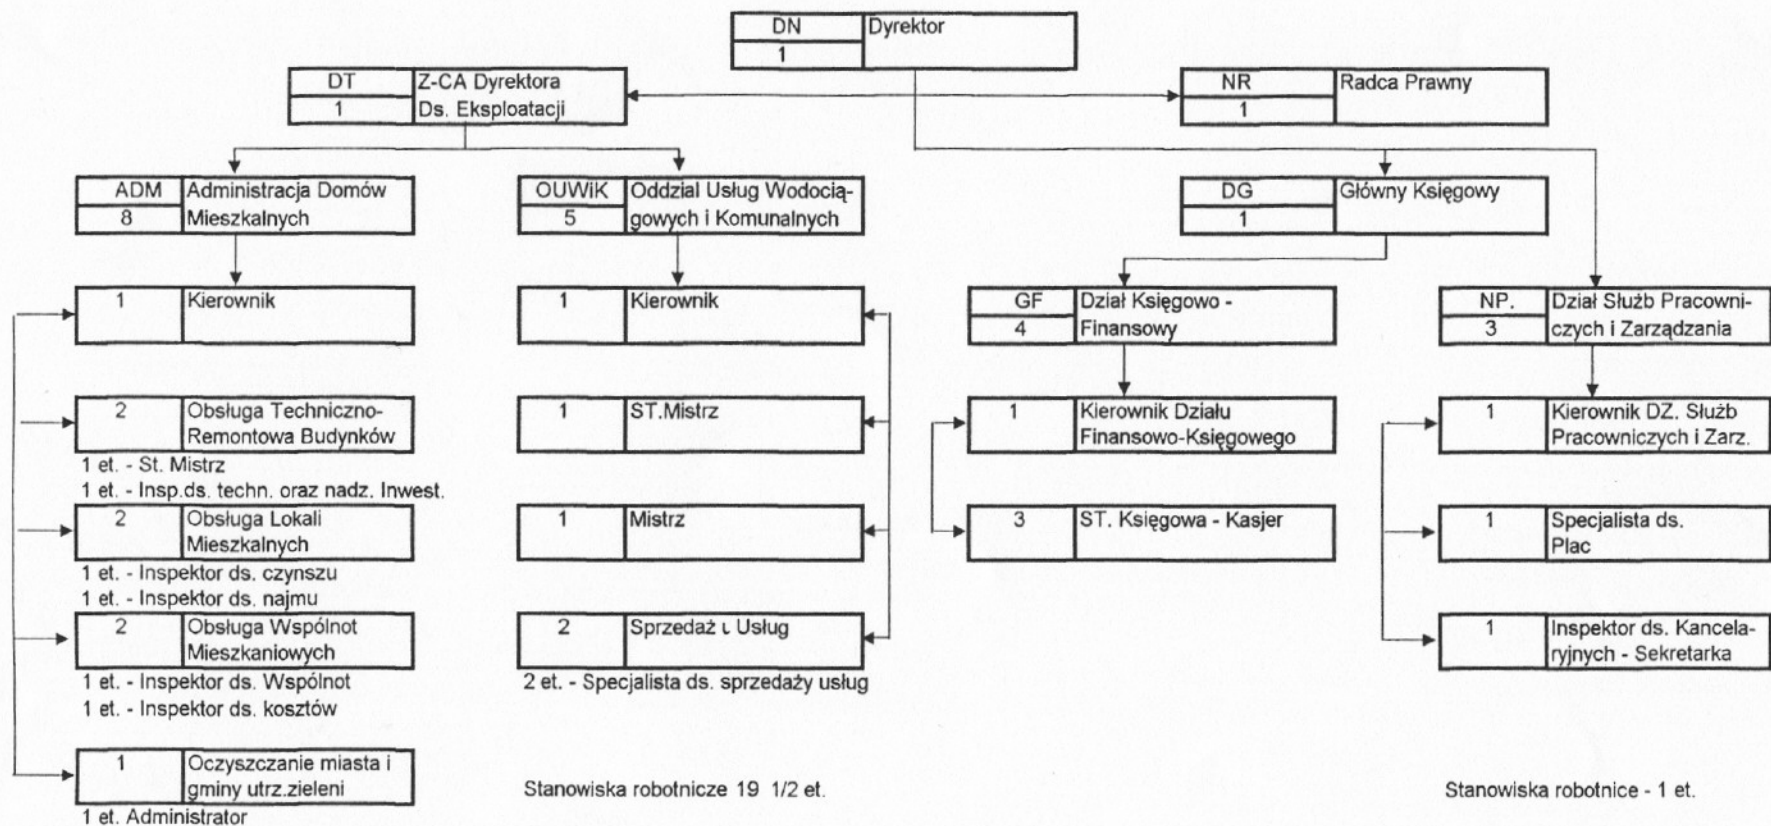 DN Dyrektor
1
DT Z-CA Dyrektora
1 Ds. Eksploatacji
NR Radca Prawny
1
ADM Administracja Domów
8 Mieszkalnych
OUWiK Oddzial Usług Wodocią-
5 gowych i Komunalnych
DG Główny Księgowy
1
1 Kierownik
1 Kierownik
GF Dział Księgowo -
4 Finansowy
NP. Dział Służb Pracowni-
3 czych i Zarządzania
2 Obsługa Techniczno-
Remontowa Budynków
1 et. - St. Mistrz
1 et. - Insp.ds. techn. oraz nadz. Inwest.
1 ST.Mistrz
1 Kierownik Działu
Finansowo-Księgowego
1 Kierownik DZ. Służb
Pracowniczych i Zarz.
2 Obsługa Lokali
Mieszkalnych
1 et. - Inspektor ds. czynszu
1 et. - Inspektor ds. najmu
1 Mistrz
3 ST. Księgowa - Kasjer
1 Specjalista ds.
Plac
2 Obsługa Wspólnot
Mieszkaniowych
1 et. - Inspektor ds. Wspólnot
1 et. - Inspektor ds. kosztów
2 Sprzedaż Usług
2 et. - Specjalista ds. sprzedaży usług
1 Inspektor ds. Kancela-
ryjnych - Sekretarka
1 Oczyszczanie miasta i
gminy utrz.zieleni
1 et. Administrator
Stanowiska robotnicze 19 1/2 et.
Stanowiska robotnice - 1 et.